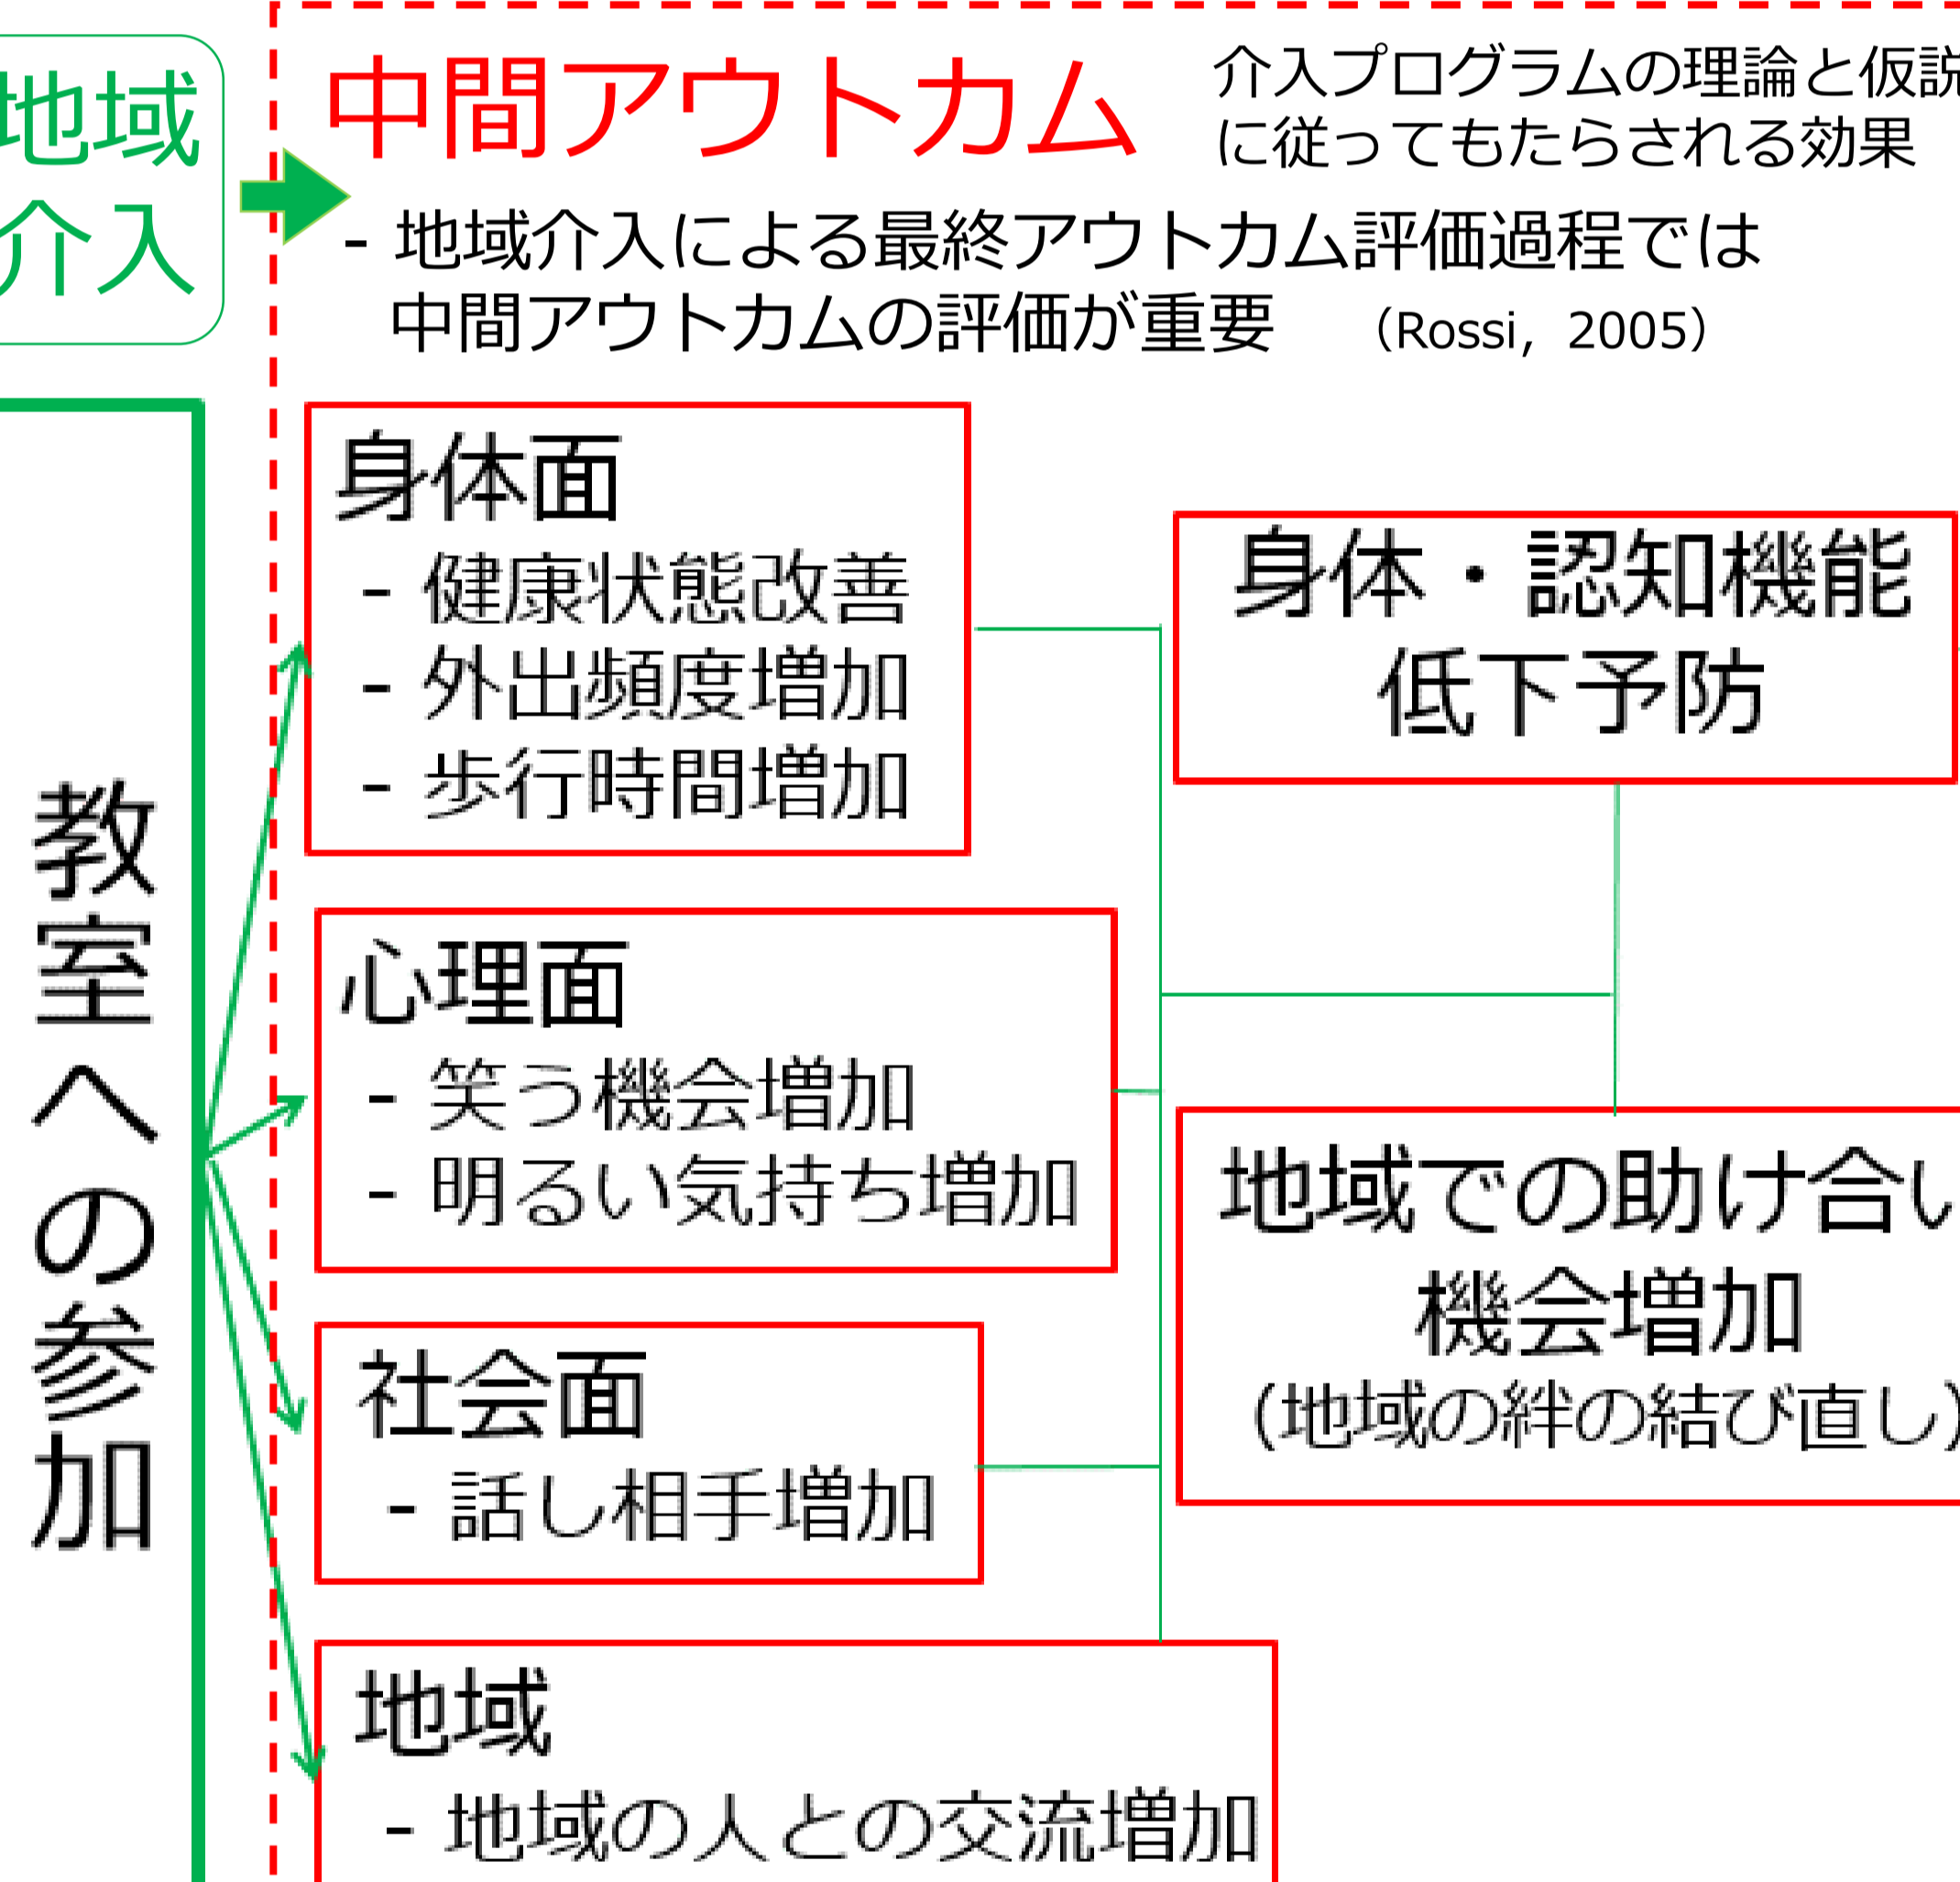 地域
介入
中間アウトカム
介入プログラムの理論と仮説
に従ってもたらされる効果
- 地域介入による最終アウトカム評価過程では
中間アウトカムの評価が重要 （Rossi, 2005）
教室への参加
身体面
- 健康状態改善
- 外出頻度増加
- 歩行時間増加
心理面
- 笑う機会増加
- 明るい気持ち増加
社会面
- 話し相手増加
地域
- 地域の人との交流増加
身体・認知機能
低下予防
地域での助け合い
機会増加
(地域の絆の結び直し)